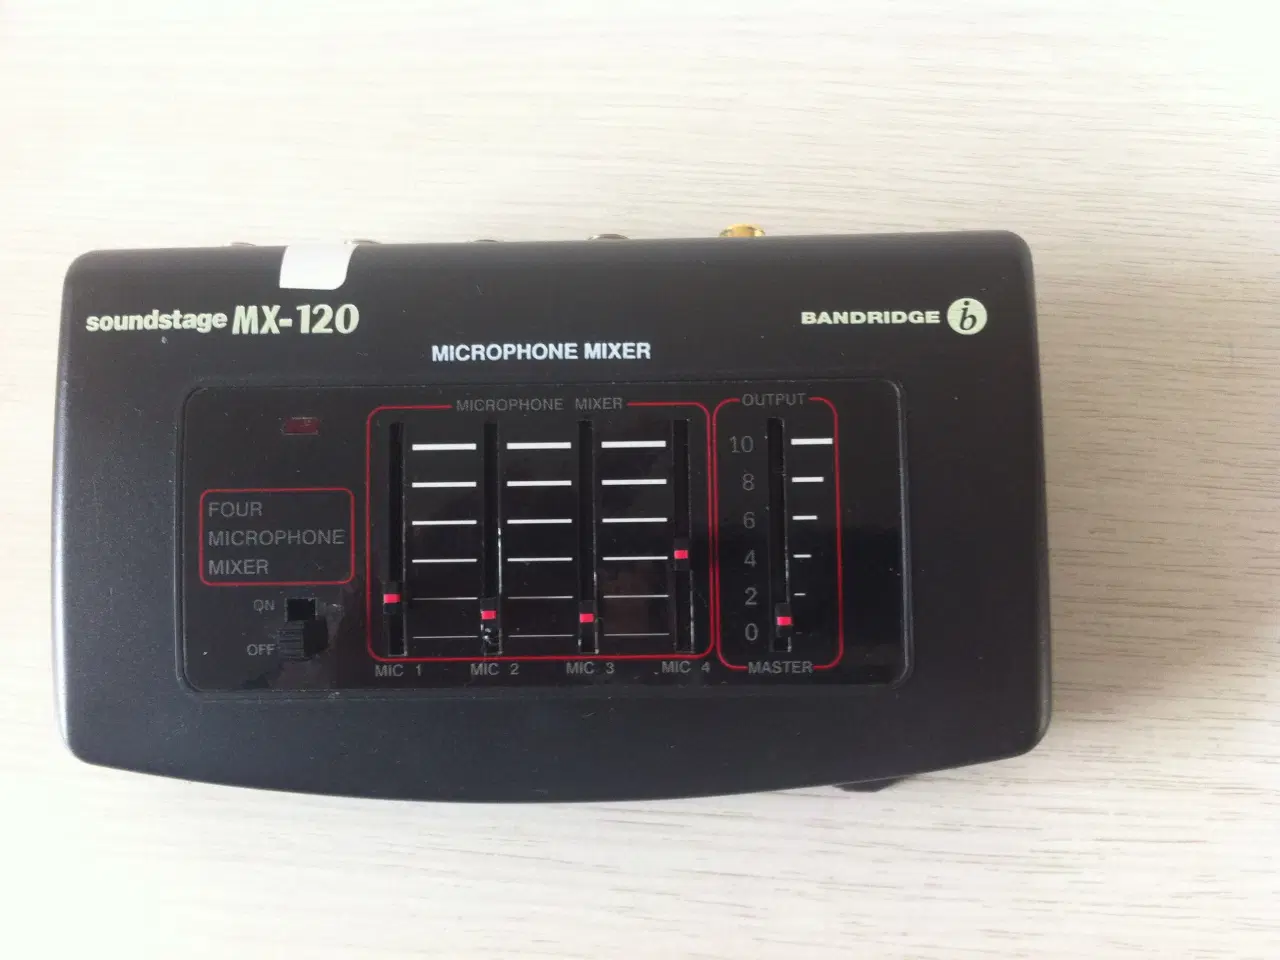 soundstage MX-120
BANDRIDGE b
MICROPHONE MIXER
MICROPHONE MIXER
OUTPUT
10
8
6
4
2
0
FOUR
MICROPHONE
MIXER
ON
OFF
MIC 1
MIC 2
MIC 3
MIC 4
MASTER